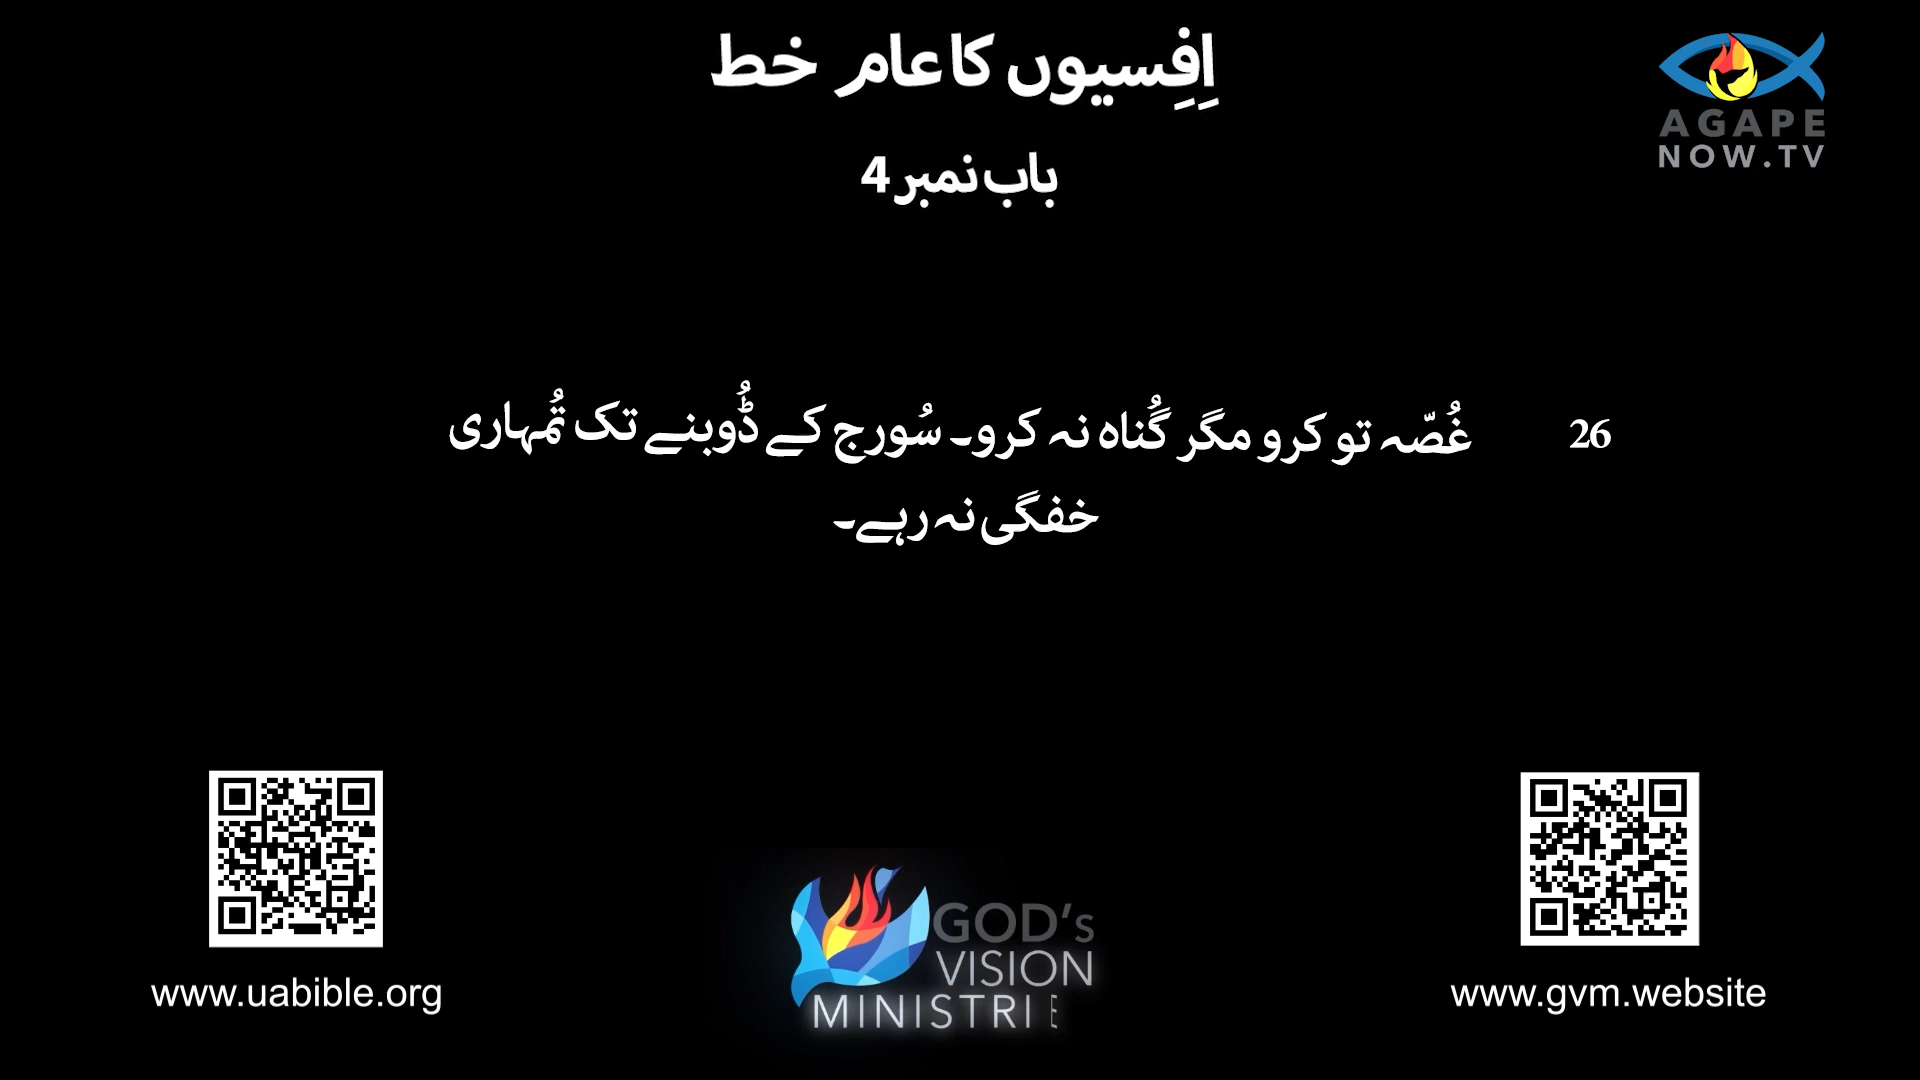 اِفِسیوں کا عام خط
باب نمبر 4
AGAPE
NOW.TV
26 غُصّہ تو کرو مگر گُناہ نہ کرو۔ سُورج کے ڈُوبنے تک تُمہاری
خفگی نہ رہے۔
GOD's
VISION
MINISTRIE
www.uabible.org
www.gvm.website